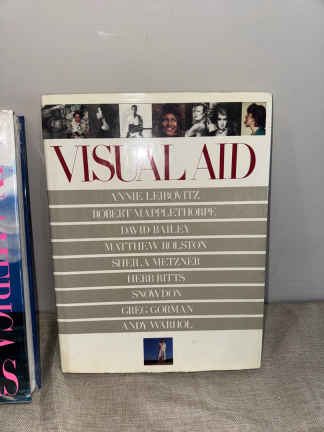 VISUAL AID
ANNIE LEIBOVITZ
ROBERT MAPPLETHORPE
DAVID BAILEY
MATTHEW ROLSTON
SHEILA METZNER
HERB RITTS
SNOWDON
GREG GORMAN
ANDY WARHOL